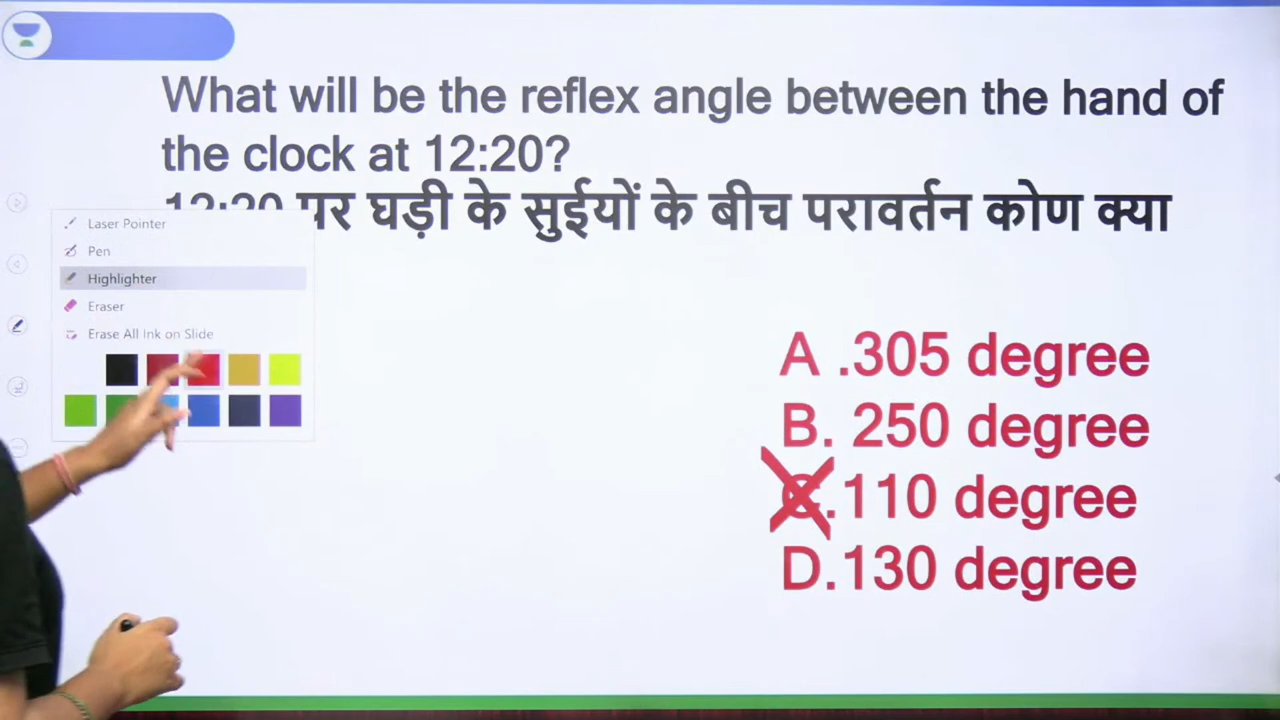 What will be the reflex angle between the hand of
the clock at 12:20?
12:20 पर घड़ी के सुईयों के बीच परावर्तन कोण क्या
Laser Pointer
Pen
Highlighter
Eraser
Erase All Ink on Slide
A .305 degree
B. 250 degree
C.110 degree
D.130 degree